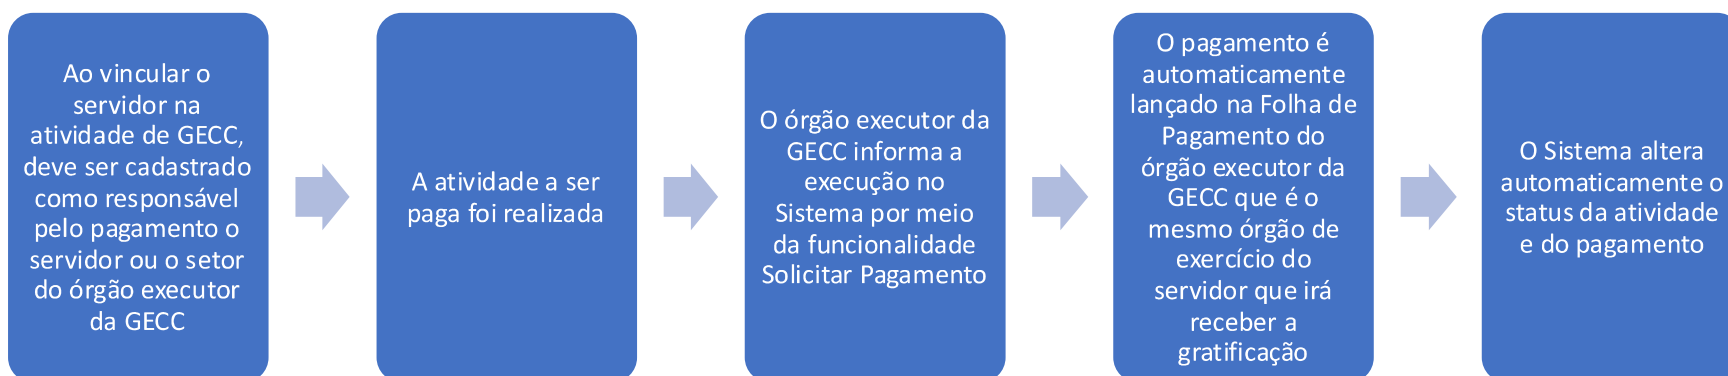 Ao vincular o
servidor na
atividade de GECC,
deve ser cadastrado
como responsável
pelo pagamento o
servidor ou o setor
do órgão executor
da GECC
A atividade a ser
paga foi realizada
O órgão executor da
GECC informa a
execução no
Sistema por meio
da funcionalidade
Solicitar Pagamento
O pagamento é
automaticamente
lançado na Folha de
Pagamento do
órgão executor da
GECC que é o
mesmo órgão de
exercício do
servidor que irá
receber a
gratificação
O Sistema altera
automaticamente o
status da atividade
e do pagamento